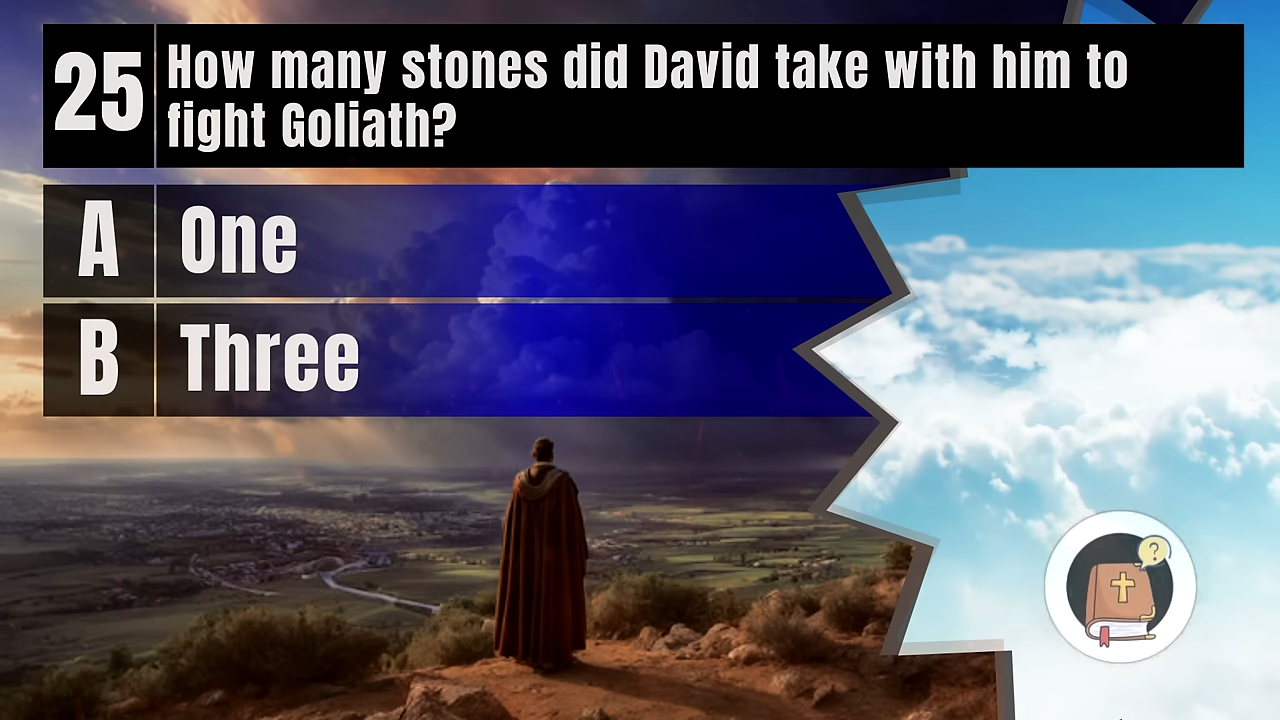 25
How many stones did David take with him to
fight Goliath?
A One
B Three
?